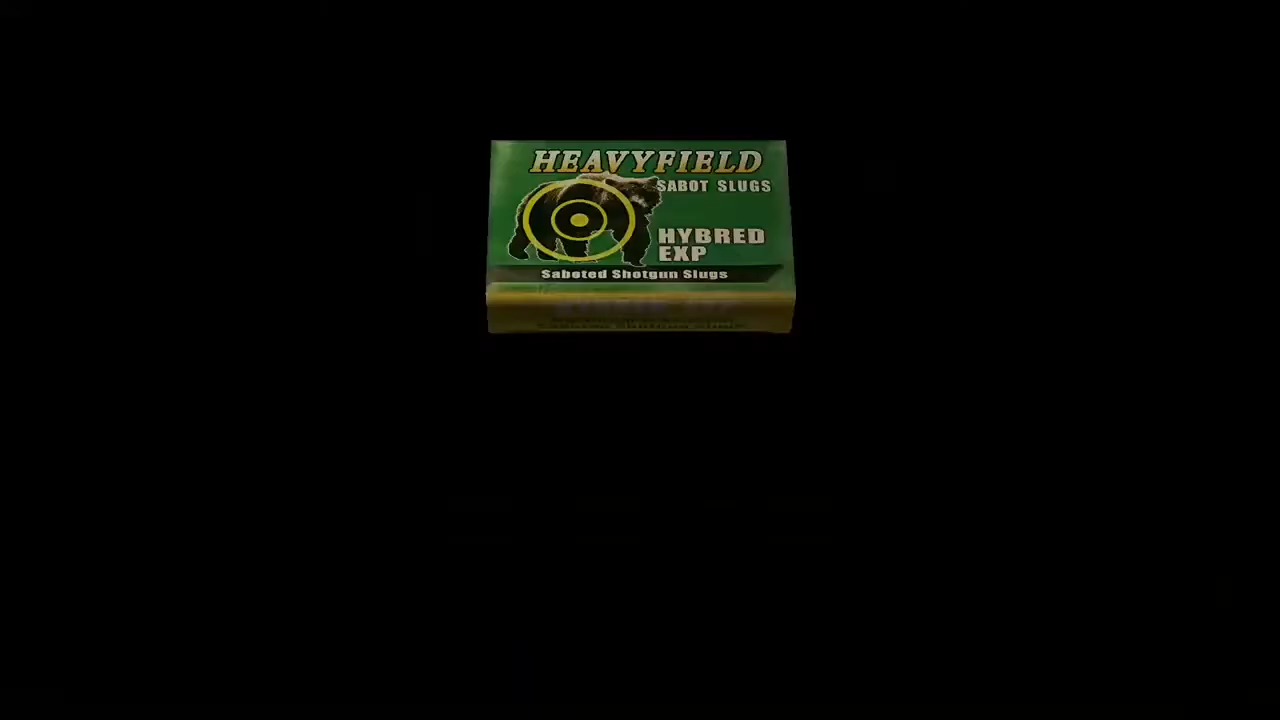 HEAVYFIELD
SABOT SLUGS
HYBRED
EXP
Saboted Shotgun Slugs